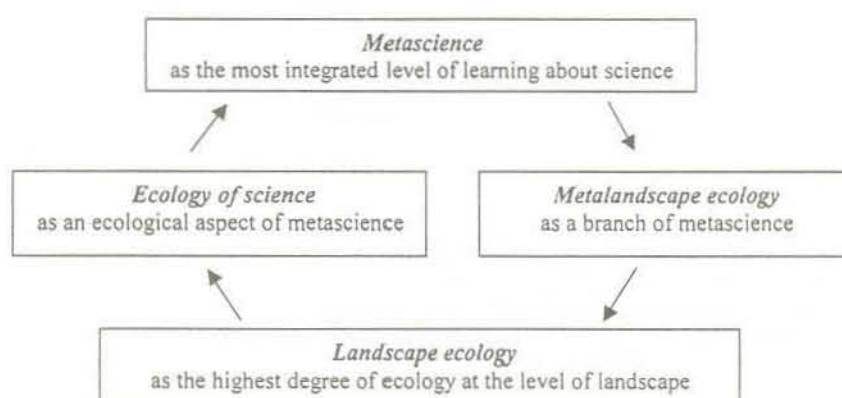 Metascience
as the most integrated level of learning about science
Ecology of science
as an ecological aspect of metascience
Metalandscape ecology
as a branch of metascience
Landscape ecology
as the highest degree of ecology at the level of landscape